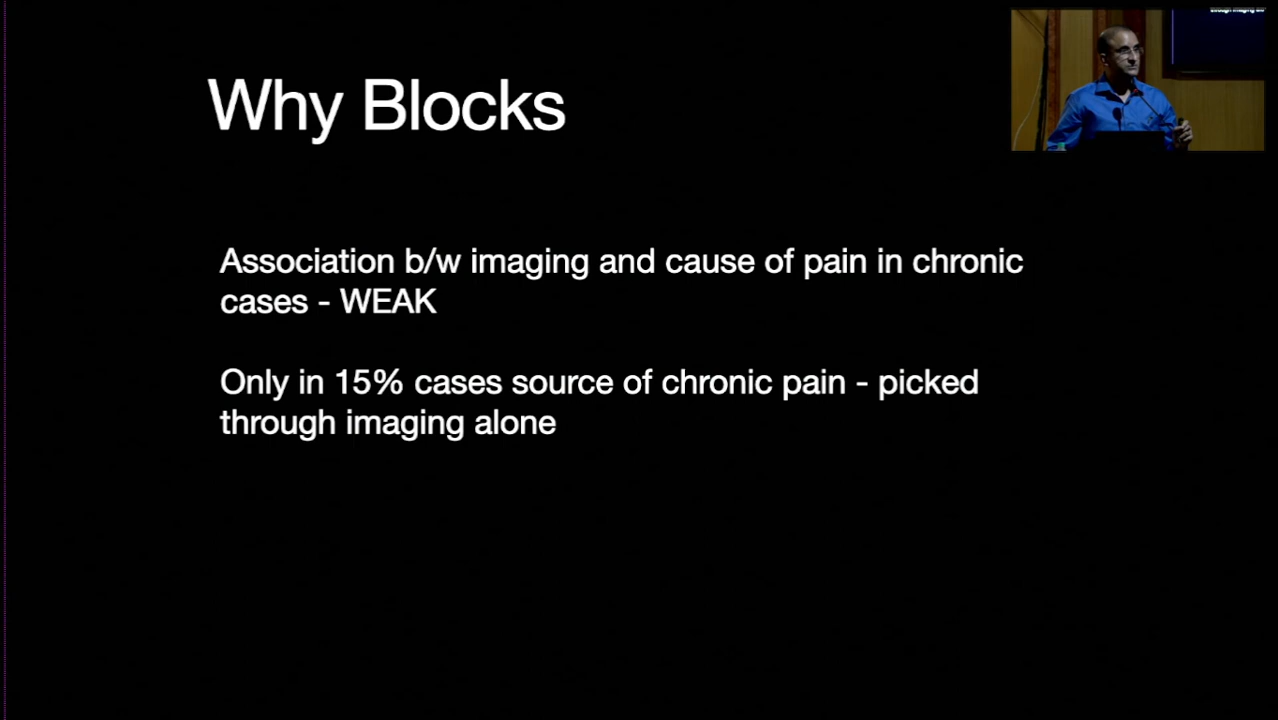 Why Blocks
Association b/w imaging and cause of pain in chronic
cases - WEAK
Only in 15% cases source of chronic pain - picked
through imaging alone